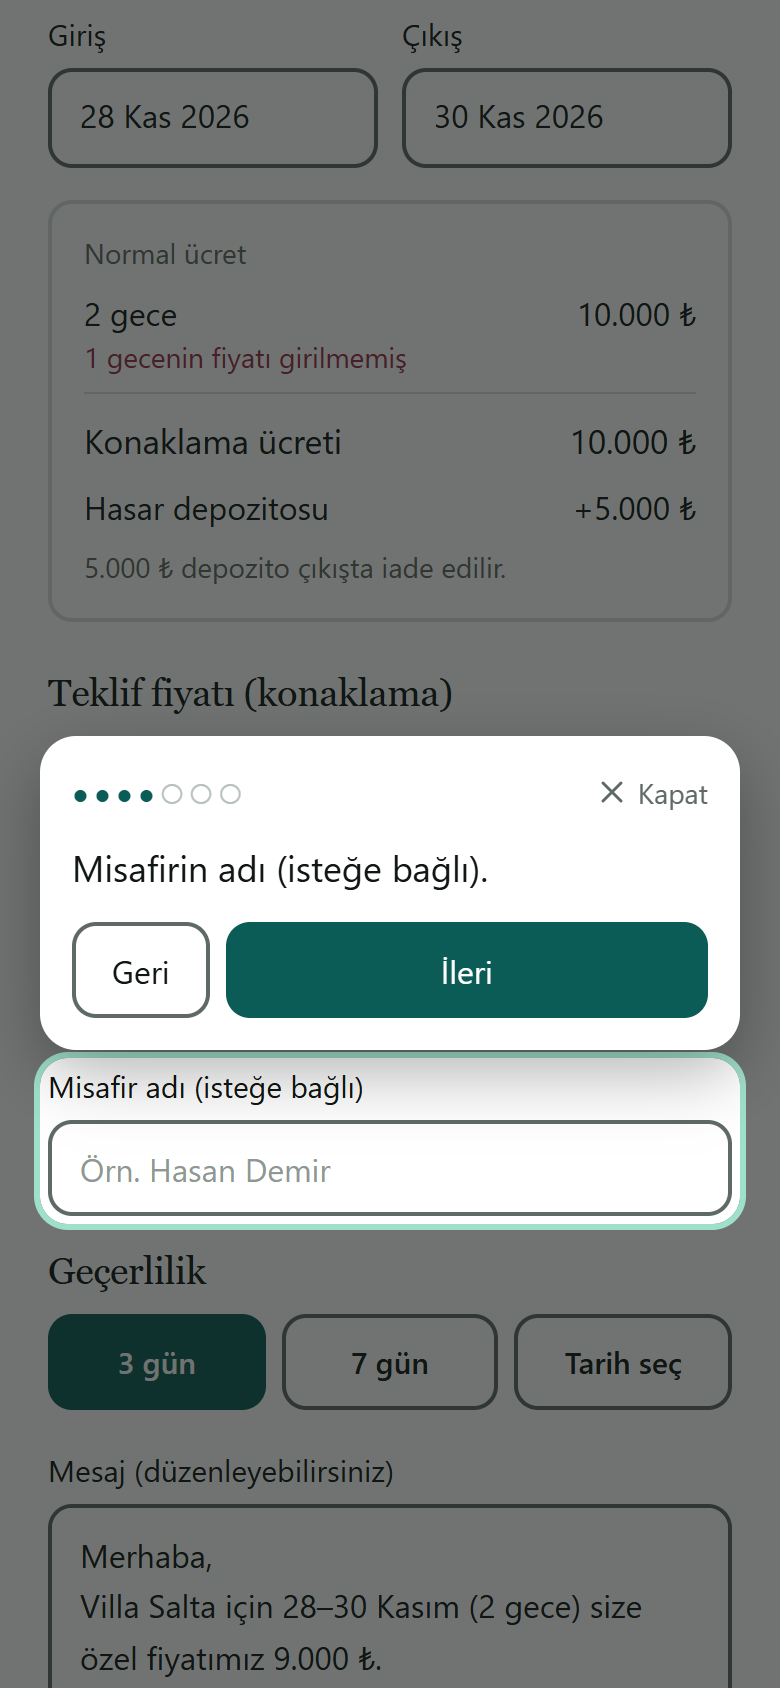 Giriş
Çıkış
28 Kas 2026
30 Kas 2026
Normal ücret
2 gece
10.000 ₺
1 gecenin fiyatı girilmemiş
Konaklama ücreti
10.000 ₺
Hasar depozitosu
+5.000 ₺
5.000 ₺ depozito çıkışta iade edilir.
Teklif fiyatı (konaklama)
Kapat
Misafirin adı (isteğe bağlı).
Geri
İleri
Misafir adı (isteğe bağlı)
Örn. Hasan Demir
Geçerlilik
3 gün
7 gün
Tarih seç
Mesaj (düzenleyebilirsiniz)
Merhaba,
Villa Salta için 28–30 Kasım (2 gece) size
özel fiyatımız 9.000 ₺.